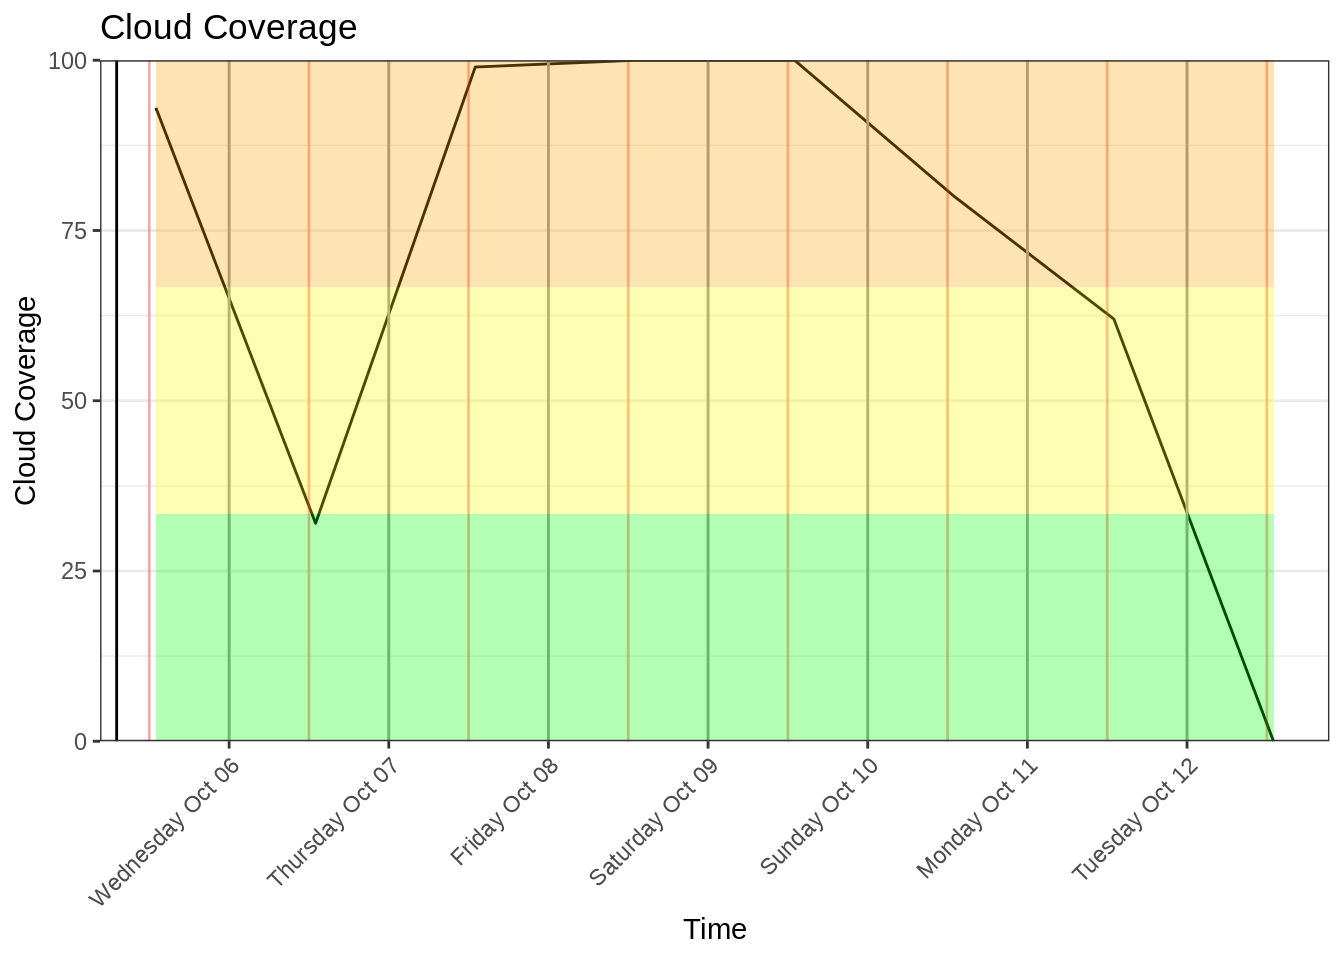 Cloud Coverage
100
75
50
25
0
Cloud Coverage
Wednesday Oct 06
Thursday Oct 07
Friday Oct 08
Saturday Oct 09
Sunday Oct 10
Monday Oct 11
Tuesday Oct 12
Time